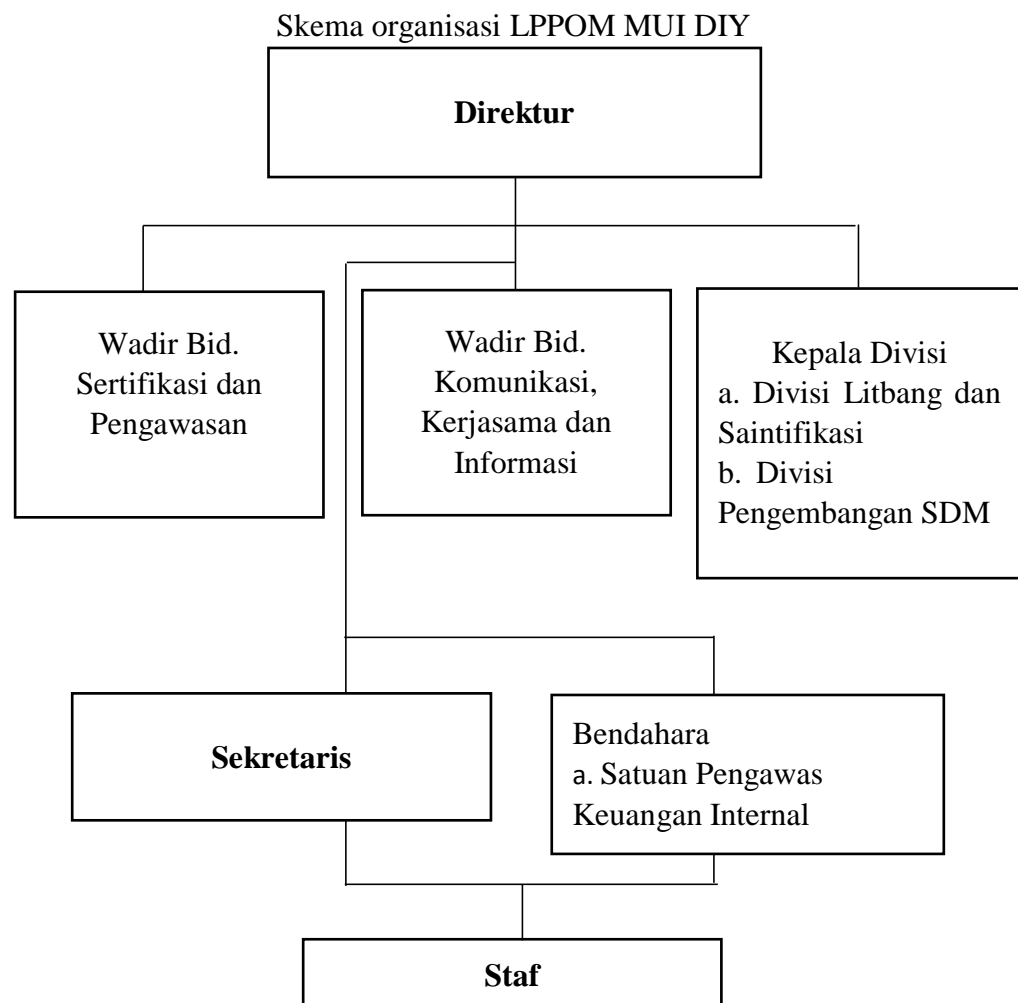 Skema organisasi LPPOM MUI DIY
Direktur
Wadir Bid.
Sertifikasi dan
Pengawasan
Wadir Bid.
Komunikasi,
Kerjasama dan
Informasi
Kepala Divisi
a. Divisi Litbang dan
Saintifikasi
b. Divisi
Pengembangan SDM
Sekretaris
Bendahara
a. Satuan Pengawas
Keuangan Internal
Staf